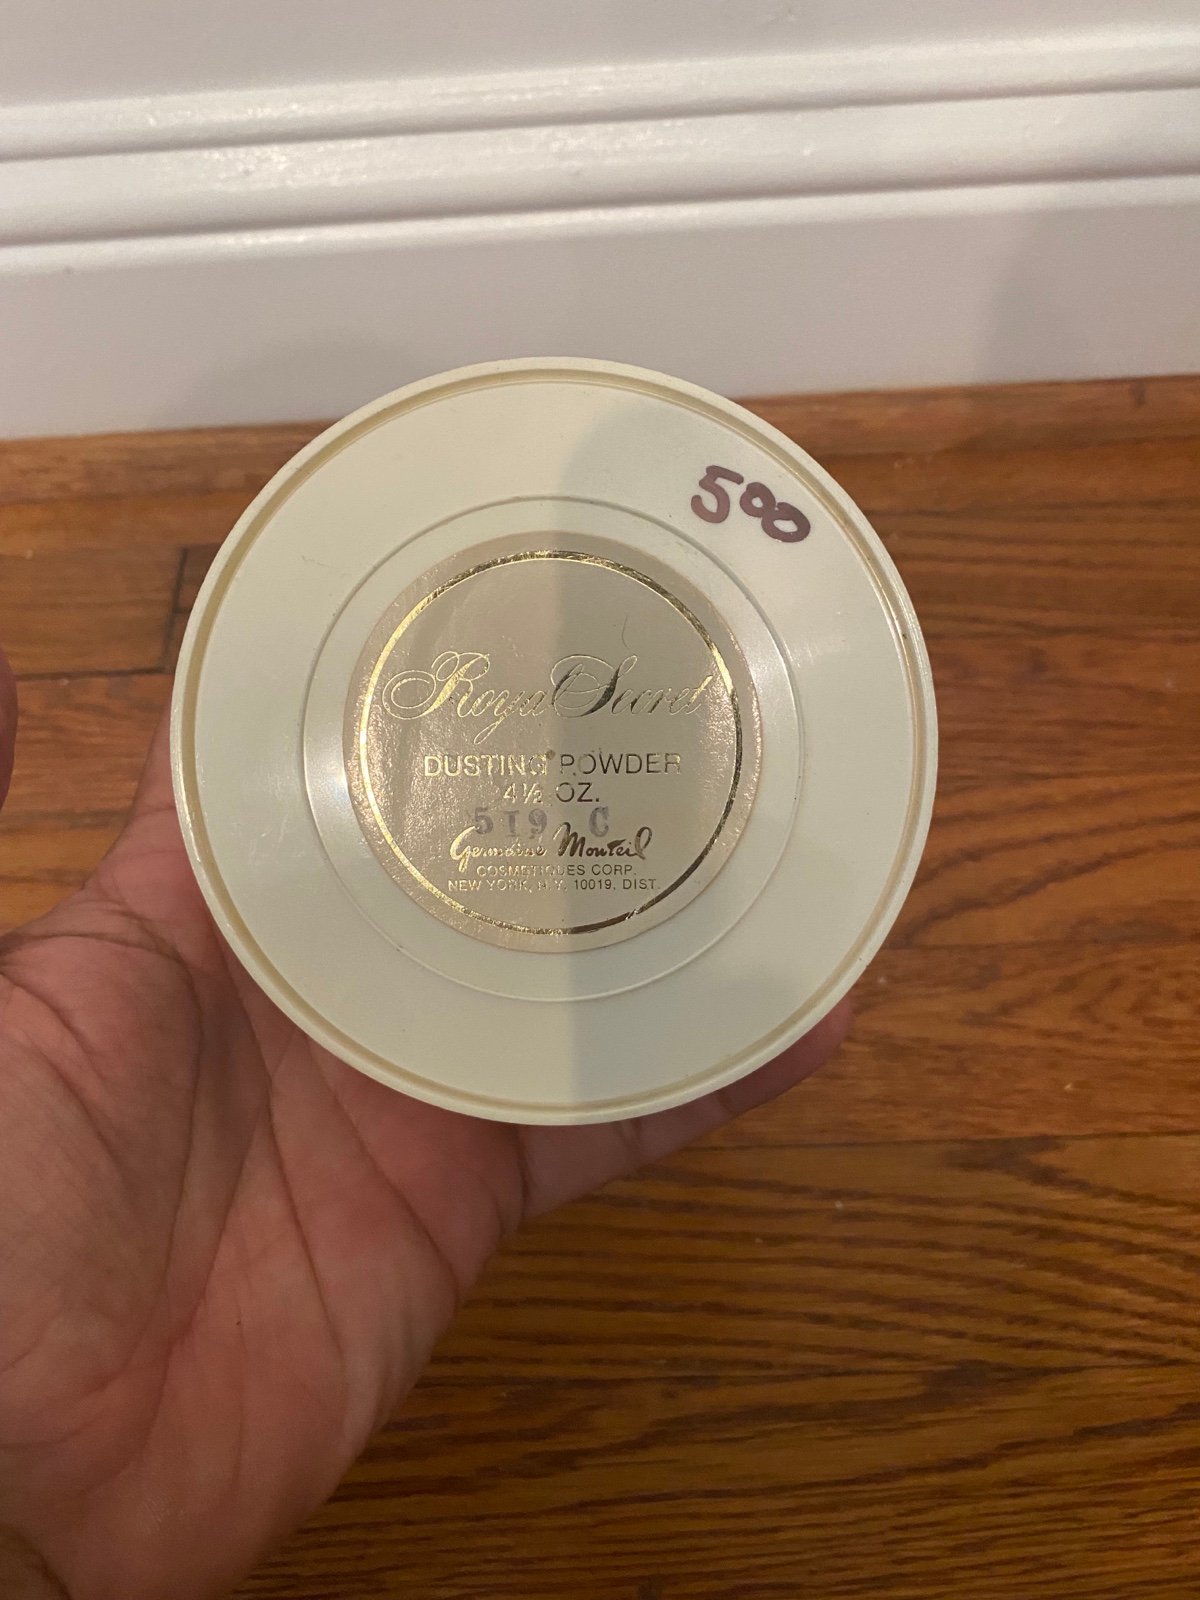 500
Royal Secret
DUSTING POWDER
4½ OZ.
519 C
Germaine Monteil
COSMETIQUES CORP.
NEW YORK, N.Y. 10019, DIST.